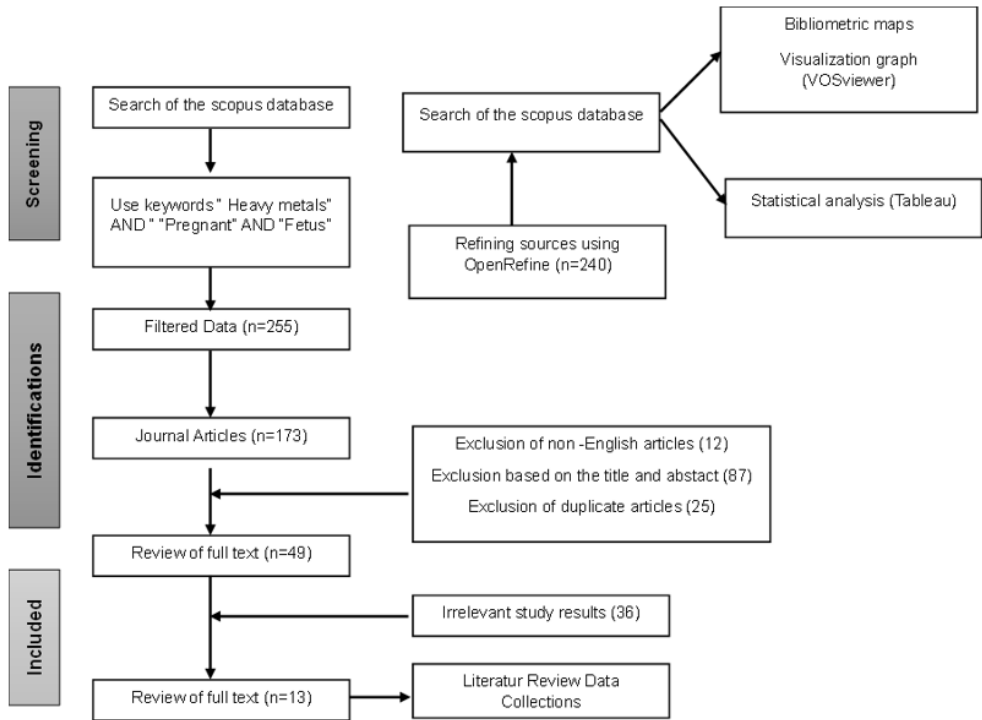 Screening
Identifications
Included
Search of the scopus database
Use keywords " Heavy metals"
AND " "Pregnant" AND "Fetus"
Filtered Data (n=255)
Journal Articles (n=173)
Review of full text (n=49)
Review of full text (n=13)
Search of the scopus database
Refining sources using
OpenRefine (n=240)
Bibliometric maps
Visualization graph
(VOSviewer)
Statistical analysis (Tableau)
Exclusion of non -English articles (12)
Exclusion based on the title and abstact (87)
Exclusion of duplicate articles (25)
Irrelevant study results (36)
Literatur Review Data
Collections